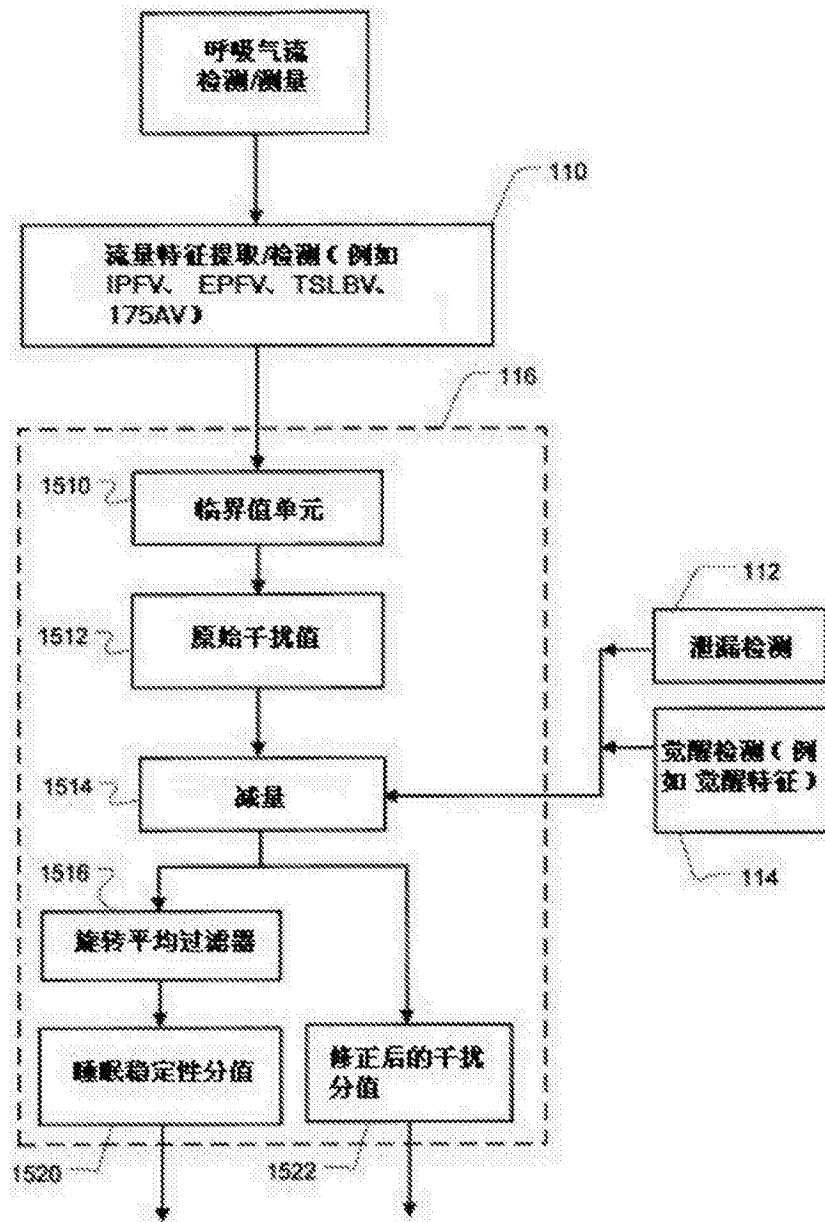 呼吸气流
检测/测量
110
流量特征提取/检测(例如
IPFV、 EPFV、TSLBV、
175AV)
116
1510
临界值单元
112
1512
原始干扰值
泄漏检测
1514
减量
觉醒检测(例
如 觉醒特征)
1516
114
旋转平均过滤器
睡眠稳定性分值
修正后的干扰
分值
1520
1522